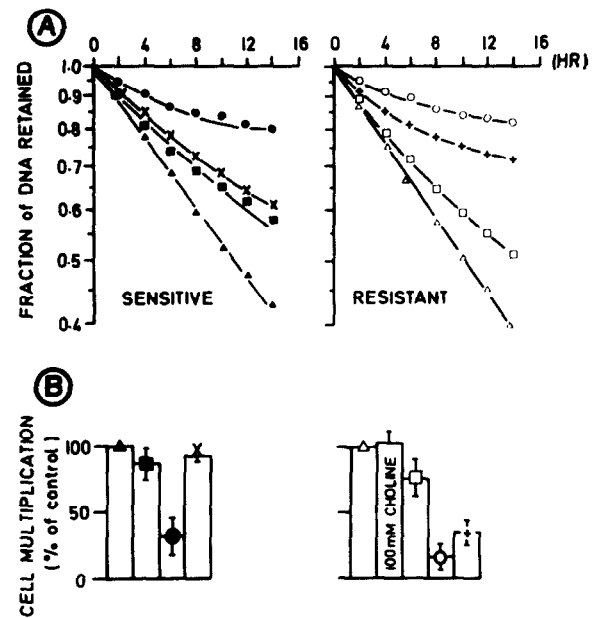 A
0 4 8 12 16 0 4 8 12 16 (HR)
1.0
0.9
0.8
0.7
0.6
0.5
0.4
FRACTION of DNA RETAINED
SENSITIVE
RESISTANT
B
CELL MULTIPLICATION
(% of control)
100
50
0
100mM CHOLINE